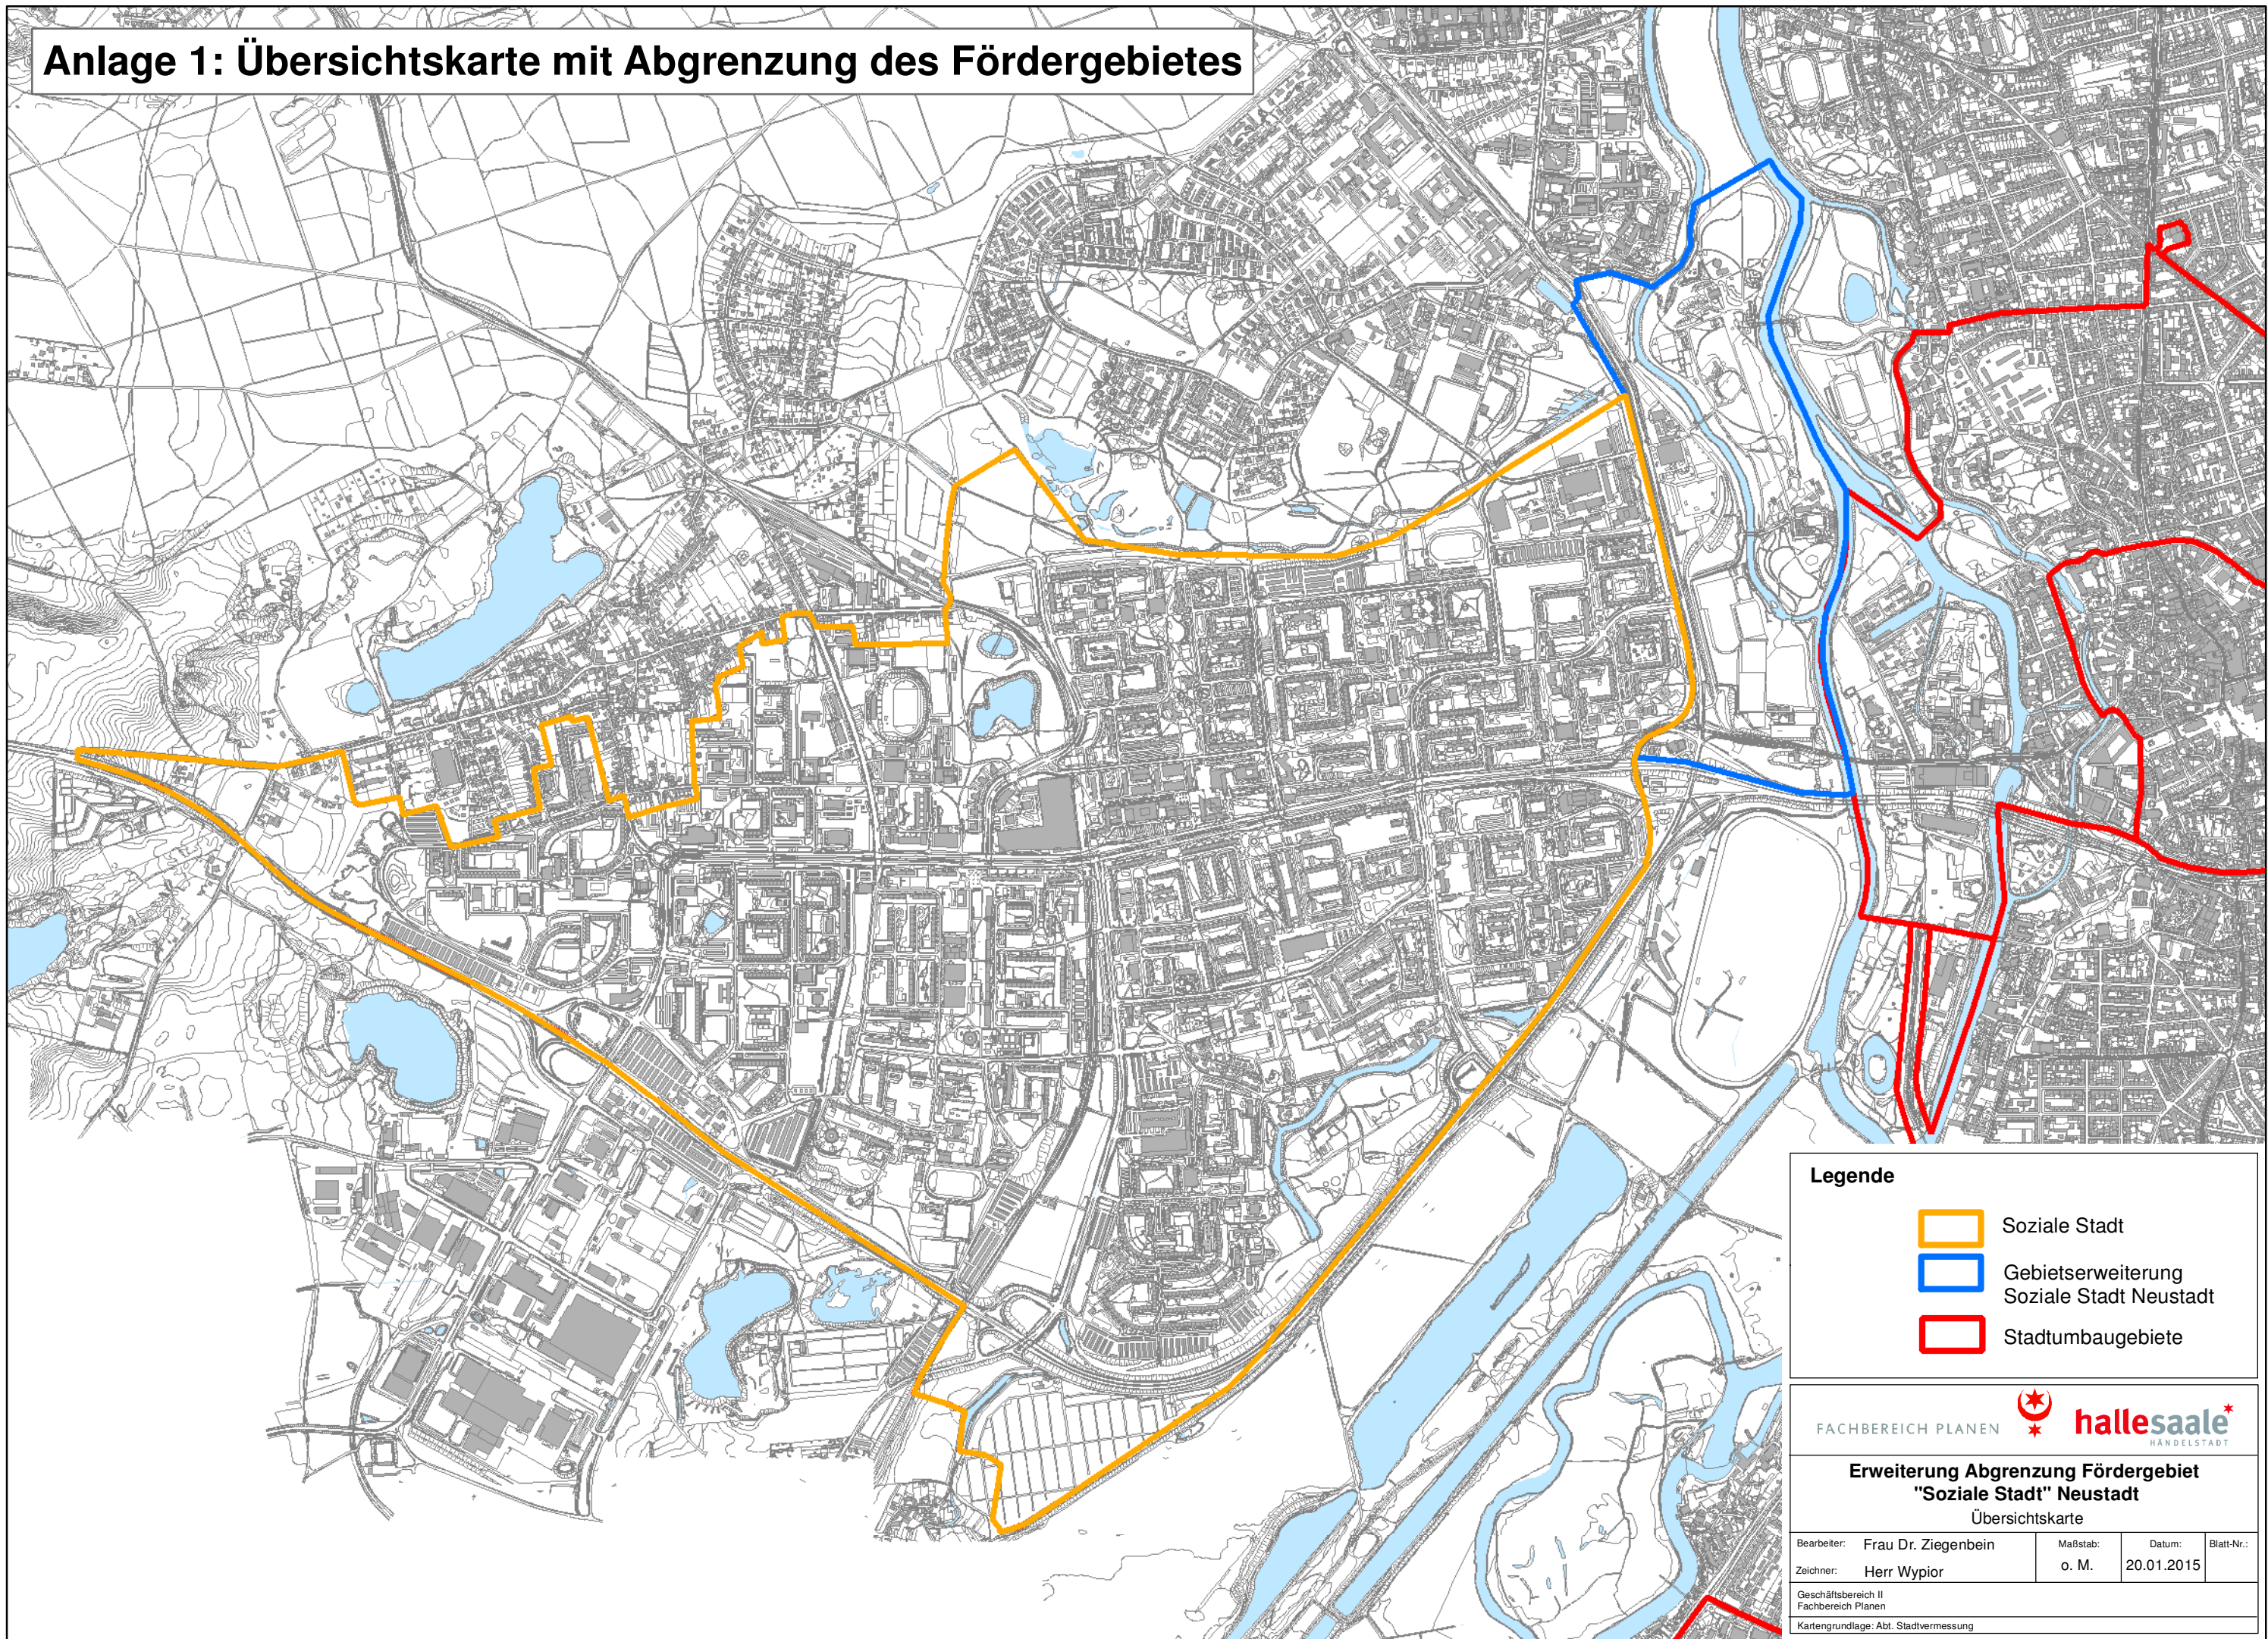 Anlage 1: Übersichtskarte mit Abgrenzung des Fördergebietes
Legende
Soziale Stadt
Gebietserweiterung
Soziale Stadt Neustadt
Stadtumbaugebiete
FACHBEREICH PLANEN
hallesaale
HÄNDELSTADT
Erweiterung Abgrenzung Fördergebiet
"Soziale Stadt" Neustadt
Übersichtskarte
Bearbeiter: Frau Dr. Ziegenbein
Zeichner: Herr Wypior
Maßstab:
o. M.
Datum:
20.01.2015
Blatt-Nr.:
Geschäftsbereich II
Fachbereich Planen
Kartengrundlage: Abt. Stadtvermessung